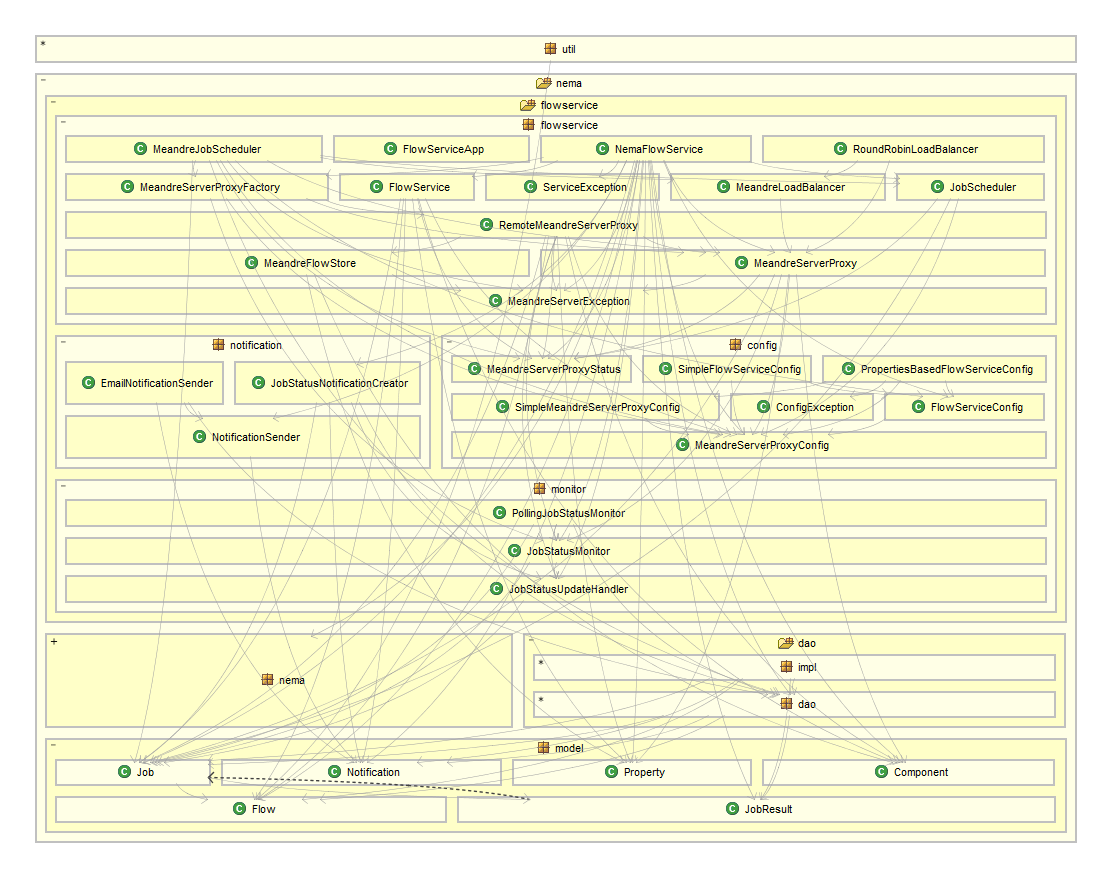 * util
− nema
− flowservice
− flowservice
C MeandreJobScheduler C FlowServiceApp C NemaFlowService C RoundRobinLoadBalancer
C MeandreServerProxyFactory C FlowService C ServiceException C MeandreLoadBalancer C JobScheduler
C RemoteMeandreServerProxy
C MeandreFlowStore C MeandreServerProxy
C MeandreServerException
− notification − config
C MeandreServerProxyStatus C SimpleFlowServiceConfig C PropertiesBasedFlowServiceConfig
C EmailNotificationSender C JobStatusNotificationCreator
C SimpleMeandreServerProxyConfig C ConfigException C FlowServiceConfig
C NotificationSender
C MeandreServerProxyConfig
− monitor
C PollingJobStatusMonitor
C JobStatusMonitor
C JobStatusUpdateHandler
+ − dao
* impl
nema
* dao
− model
C Job C Notification C Property C Component
C Flow C JobResult